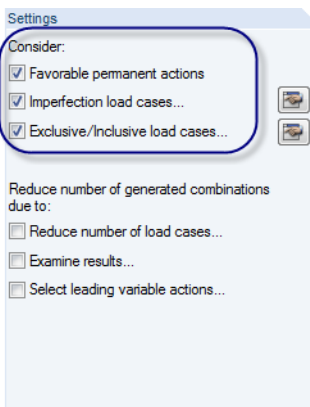 Settings
Consider:
Favorable permanent actions
Imperfection load cases...
Exclusive/Inclusive load cases...
Reduce number of generated combinations
due to:
Reduce number of load cases...
Examine results...
Select leading variable actions...